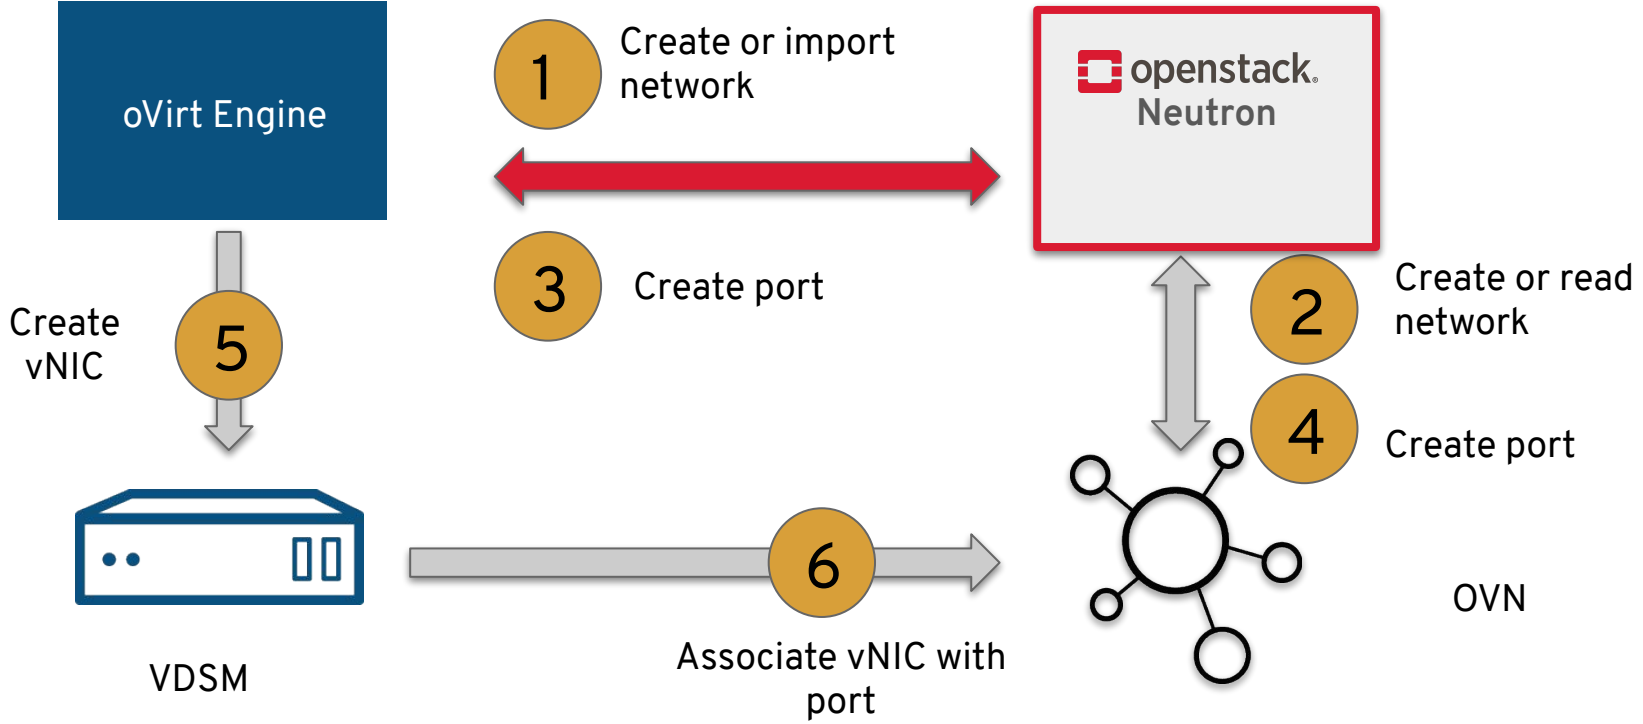 oVirt Engine
1
Create or import
network
openstack.
Neutron
3
Create port
2
Create or read
network
Create
vNIC
5
4
Create port
6
OVN
Associate vNIC with
port
VDSM